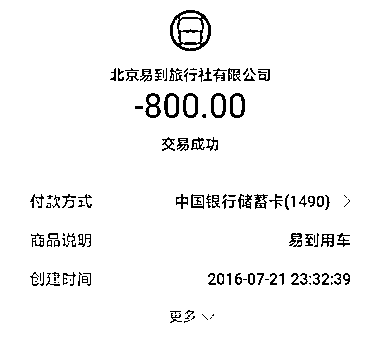 北京易到旅行社有限公司
-800.00
交易成功
付款方式 中国银行储蓄卡(1490)
商品说明 易到用车
创建时间 2016-07-21 23:32:39
更多